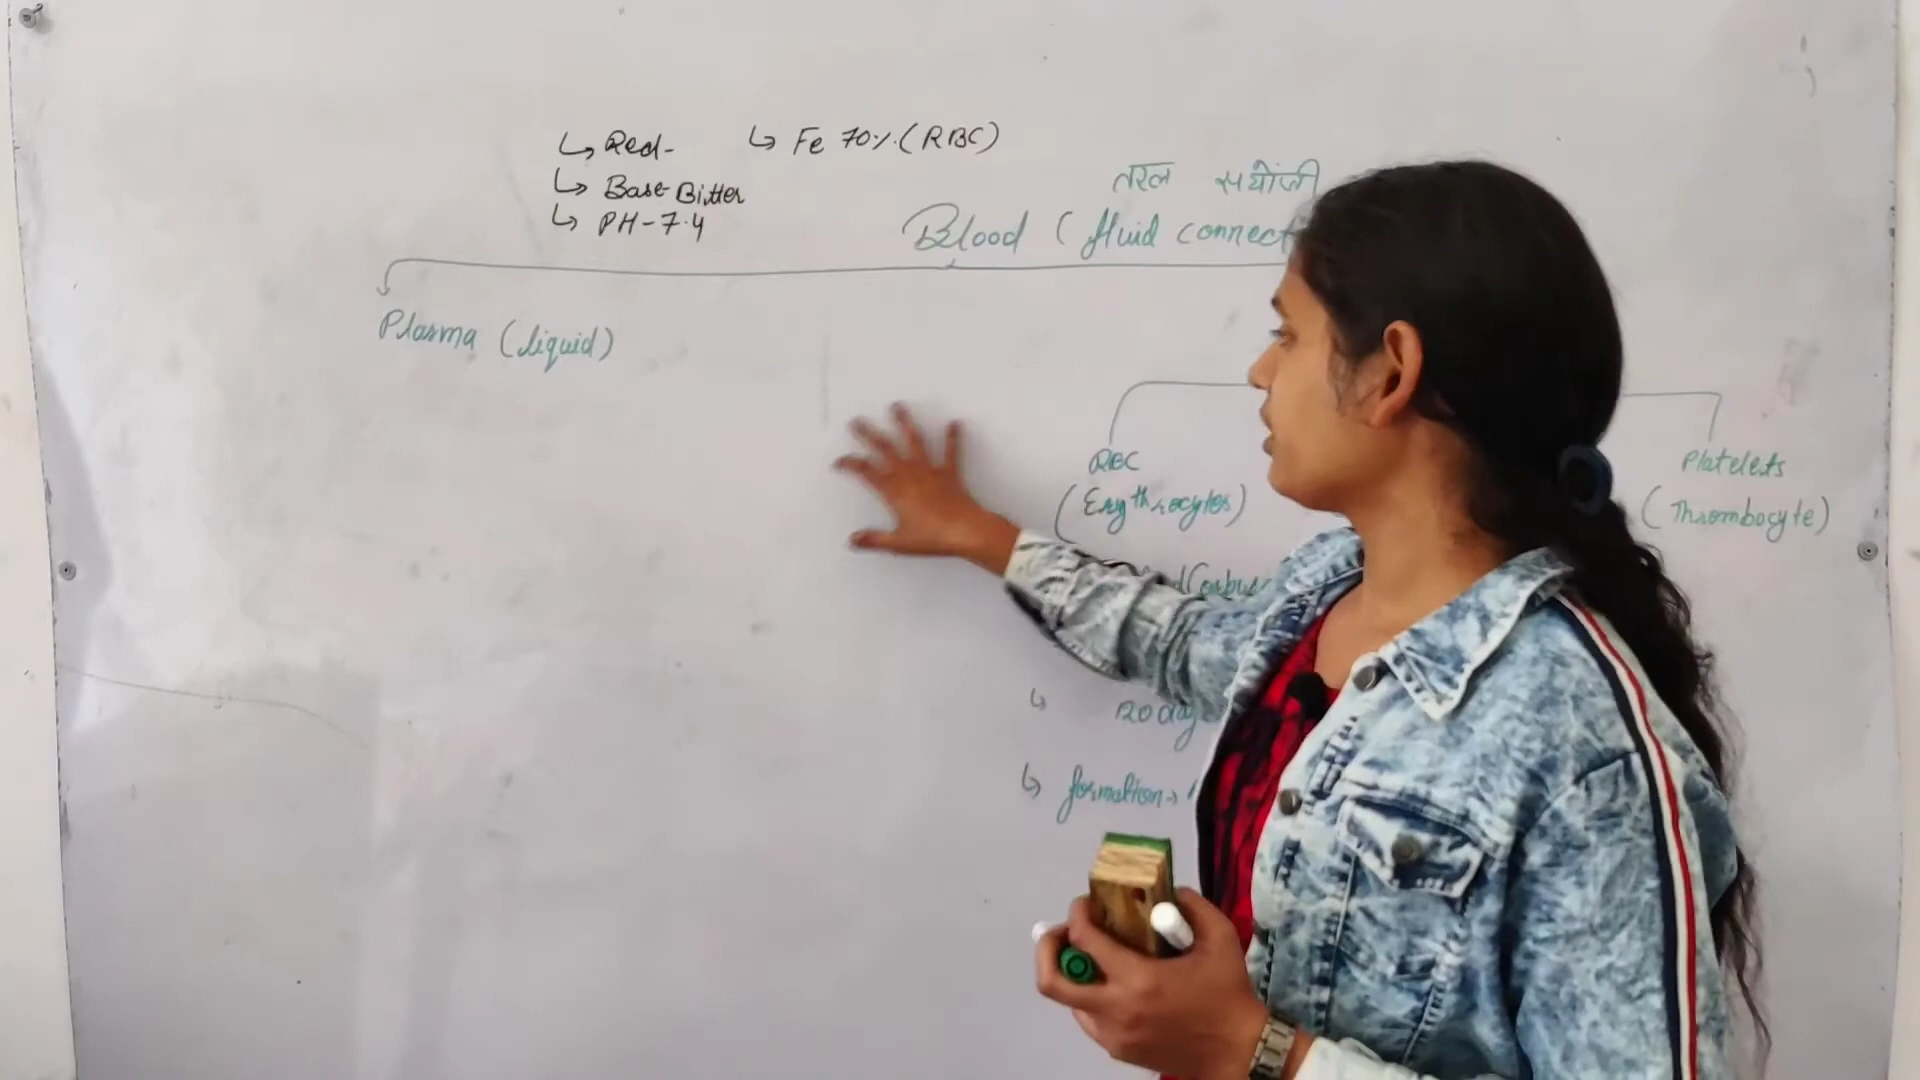 ↳ Red-
↳ Base-Bitter
↳ PH-7.4
↳ Fe 70%.(RBC)
तरल सयोंजी
Blood (fluid connect
Plasma (liquid)
RBC
(Erythrocytes)
Platelets
(Thrombocyte)
↳ 120 day
↳ formation→